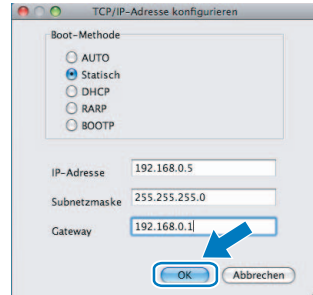 TCP/IP-Adresse konfigurieren
Boot-Methode
AUTO
Statisch
DHCP
RARP
BOOTP
IP-Adresse 192.168.0.5
Subnetzmaske 255.255.255.0
Gateway 192.168.0.1
OK Abbrechen